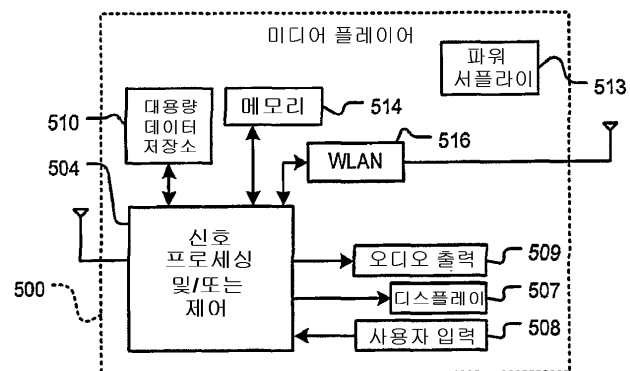 미디어 플레이어
파워
서플라이
513
대용량
데이터
저장소
510
메모리
514
516
WLAN
504
신호
프로세싱
및/또는
제어
500
오디오 출력
509
디스플레이
507
사용자 입력
508